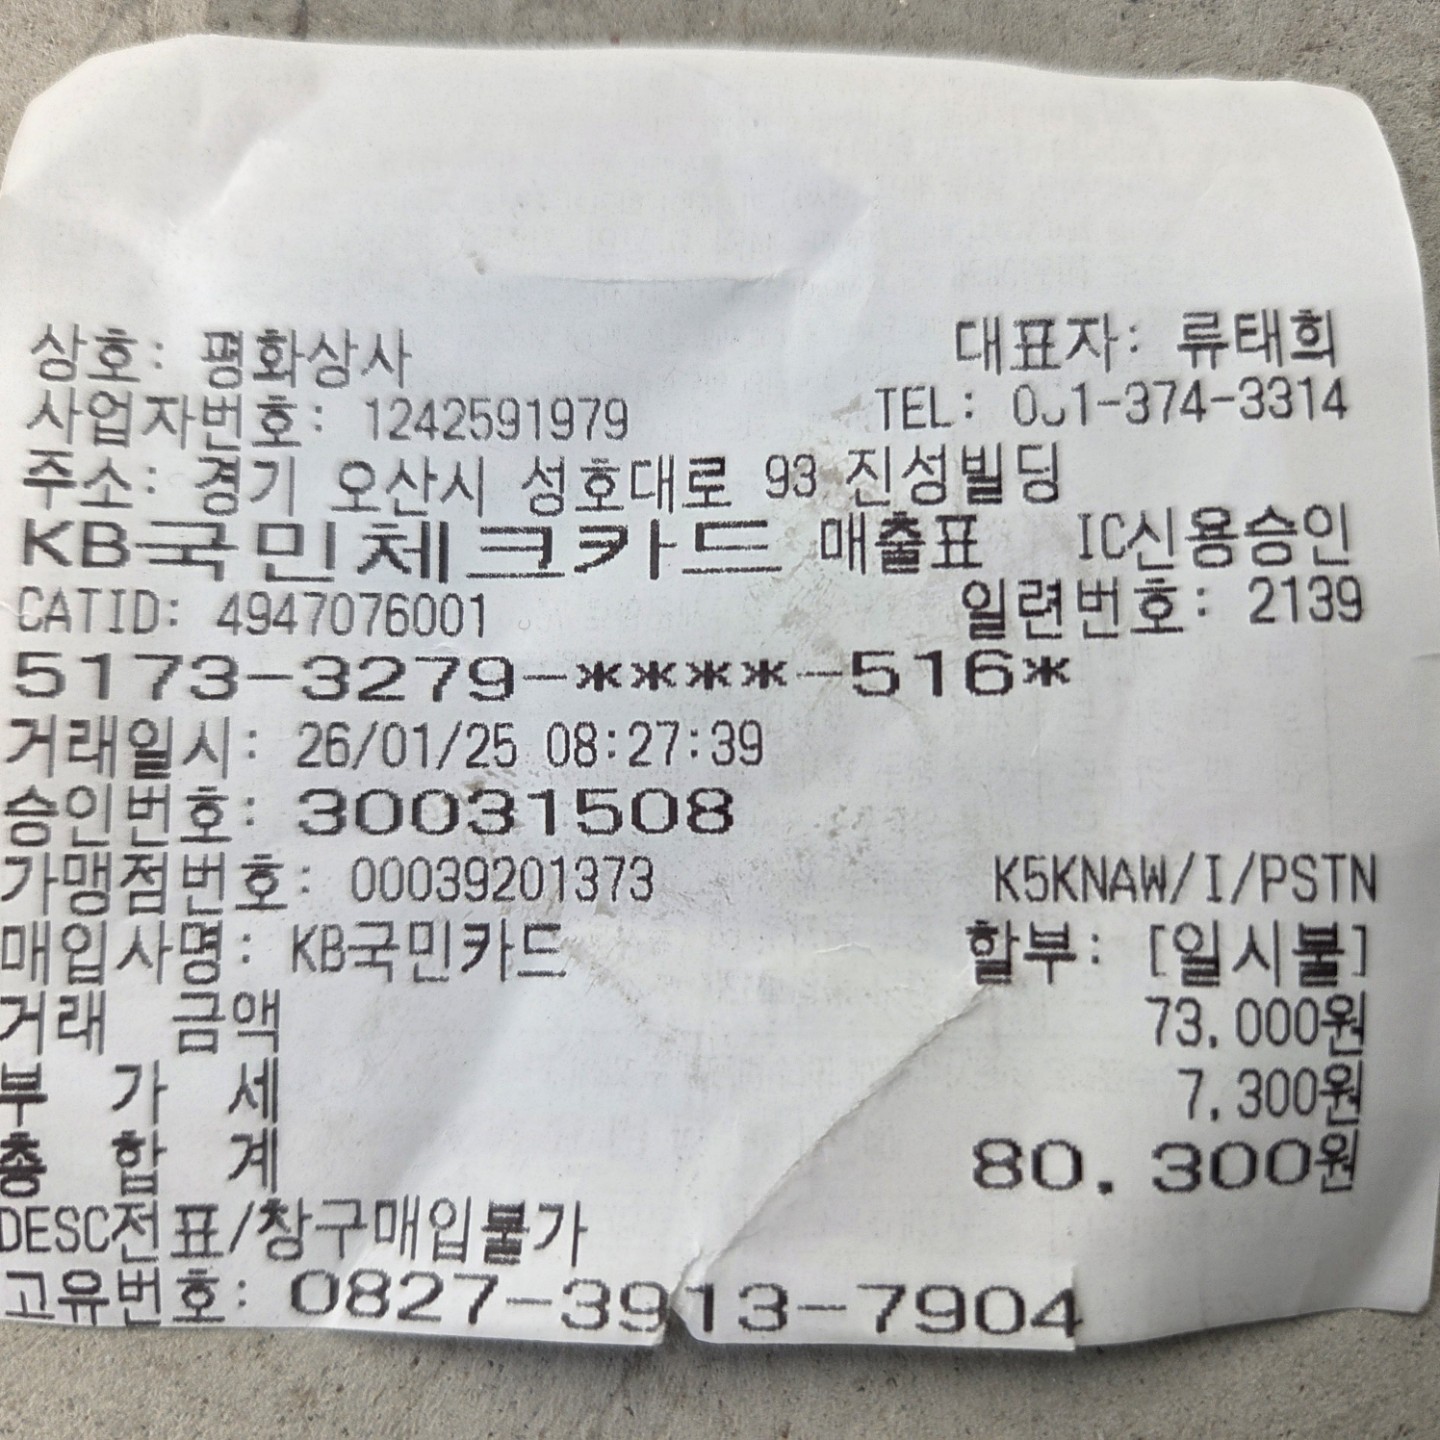 상호: 평화상사 대표자: 류태희
사업자번호: 1242591979 TEL:
주소: 경기 오산시 성호대로 93 진성빌딩
KB국민체크카드 매출표 IC신용승인
CATID: 4947076001 일련번호: 2139
5173-3279-****-516*
거래일시: 26/01/25 08:27:39
승인번호: 30031508
가맹점번호: 00039201373 K5KNAW/I/PSTN
매입사명: KB국민카드 할부: [일시불]
거래 금액 73,000원
부 가 세 7,300원
총 합 계 80,300원
DESC전표/창구매입불가
고유번호: 0827-3913-7904